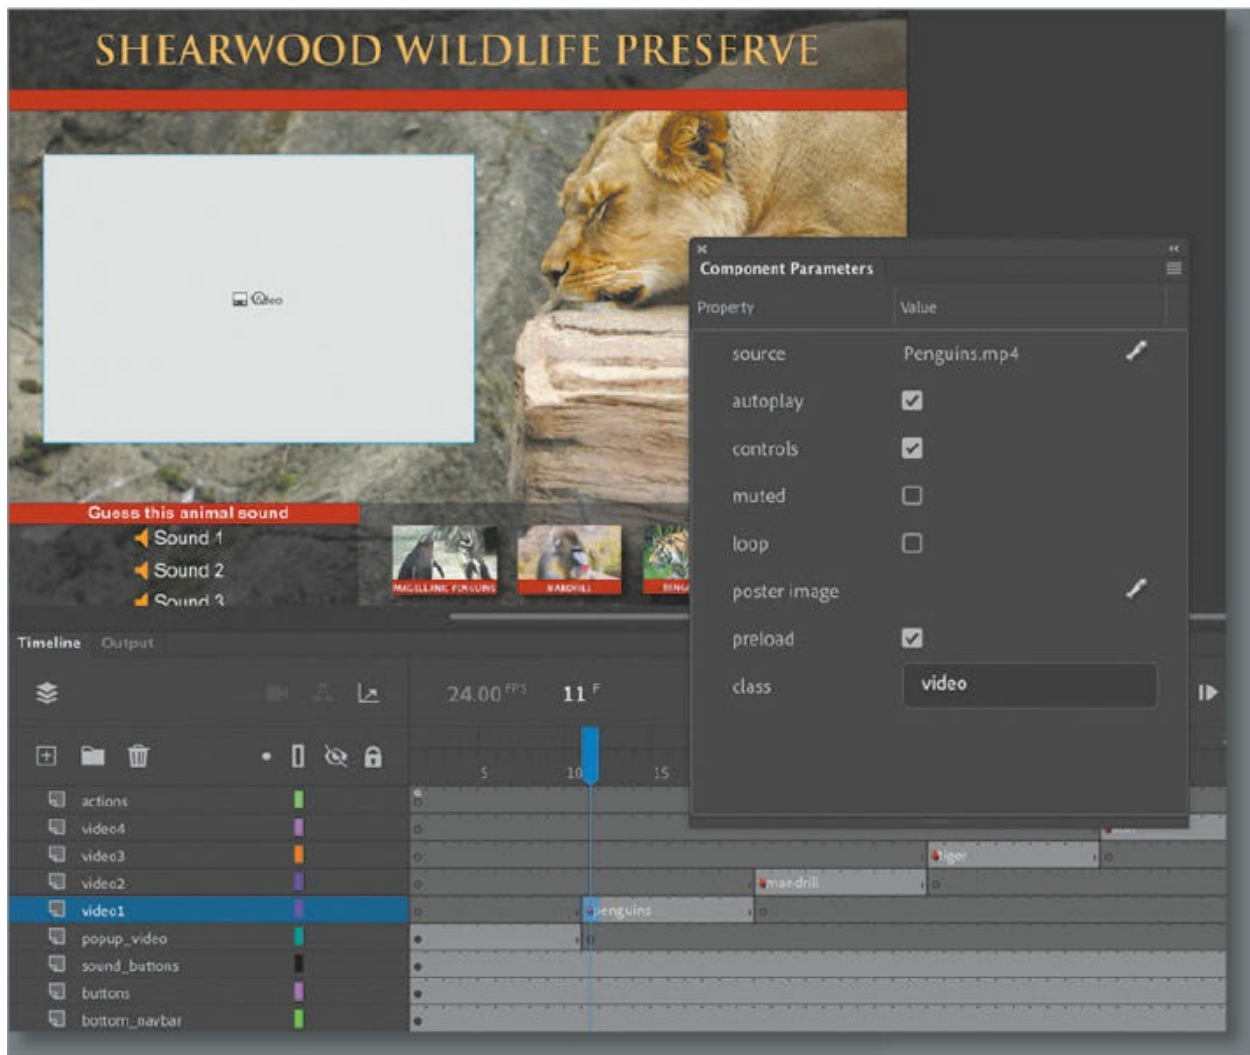 SHEARWOOD WILDLIFE PRESERVE
Video
Component Parameters
Property Value
source Penguins.mp4
autoplay
controls
muted
loop
poster image
preload
class video
Guess this animal sound
Sound 1
Sound 2
Sound 3
MAGELLANIC PENGUINS
MANDRILL
Timeline Output
24.00 FPS 11 F
5 10 15
actions
video4
video3 tiger
video2 mandrill
video1 penguins
popup_video
sound_buttons
buttons
bottom_navbar